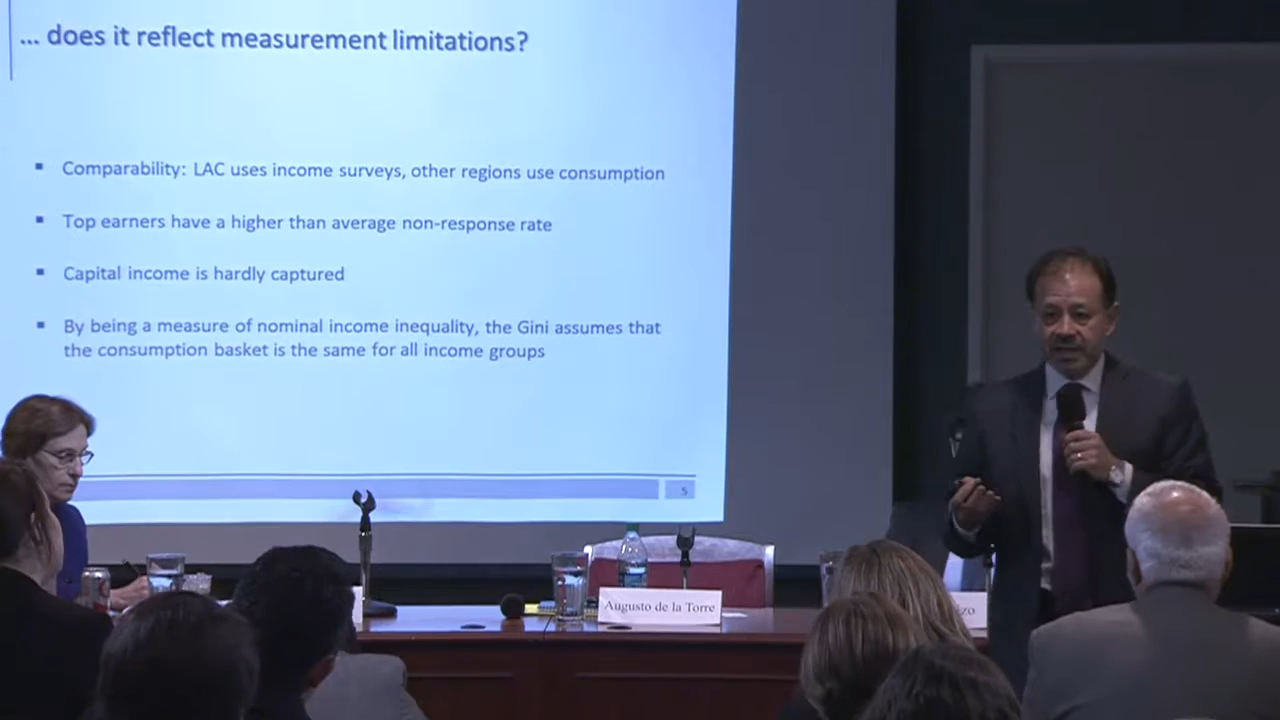 ... does it reflect measurement limitations?
▪ Comparability: LAC uses income surveys, other regions use consumption
▪ Top earners have a higher than average non-response rate
▪ Capital income is hardly captured
▪ By being a measure of nominal income inequality, the Gini assumes that
the consumption basket is the same for all income groups
5
Augusto de la Torre